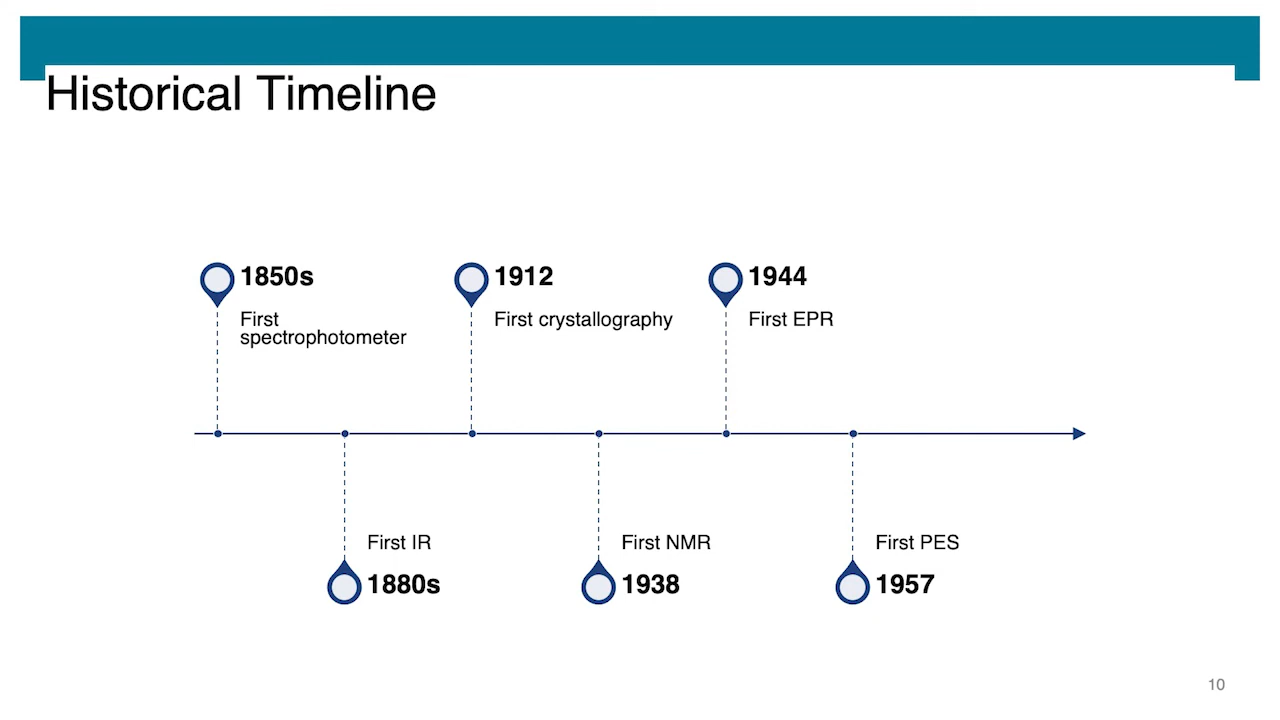 Historical Timeline
1850s
First
spectrophotometer
1912
First crystallography
1944
First EPR
First IR
1880s
First NMR
1938
First PES
1957
10